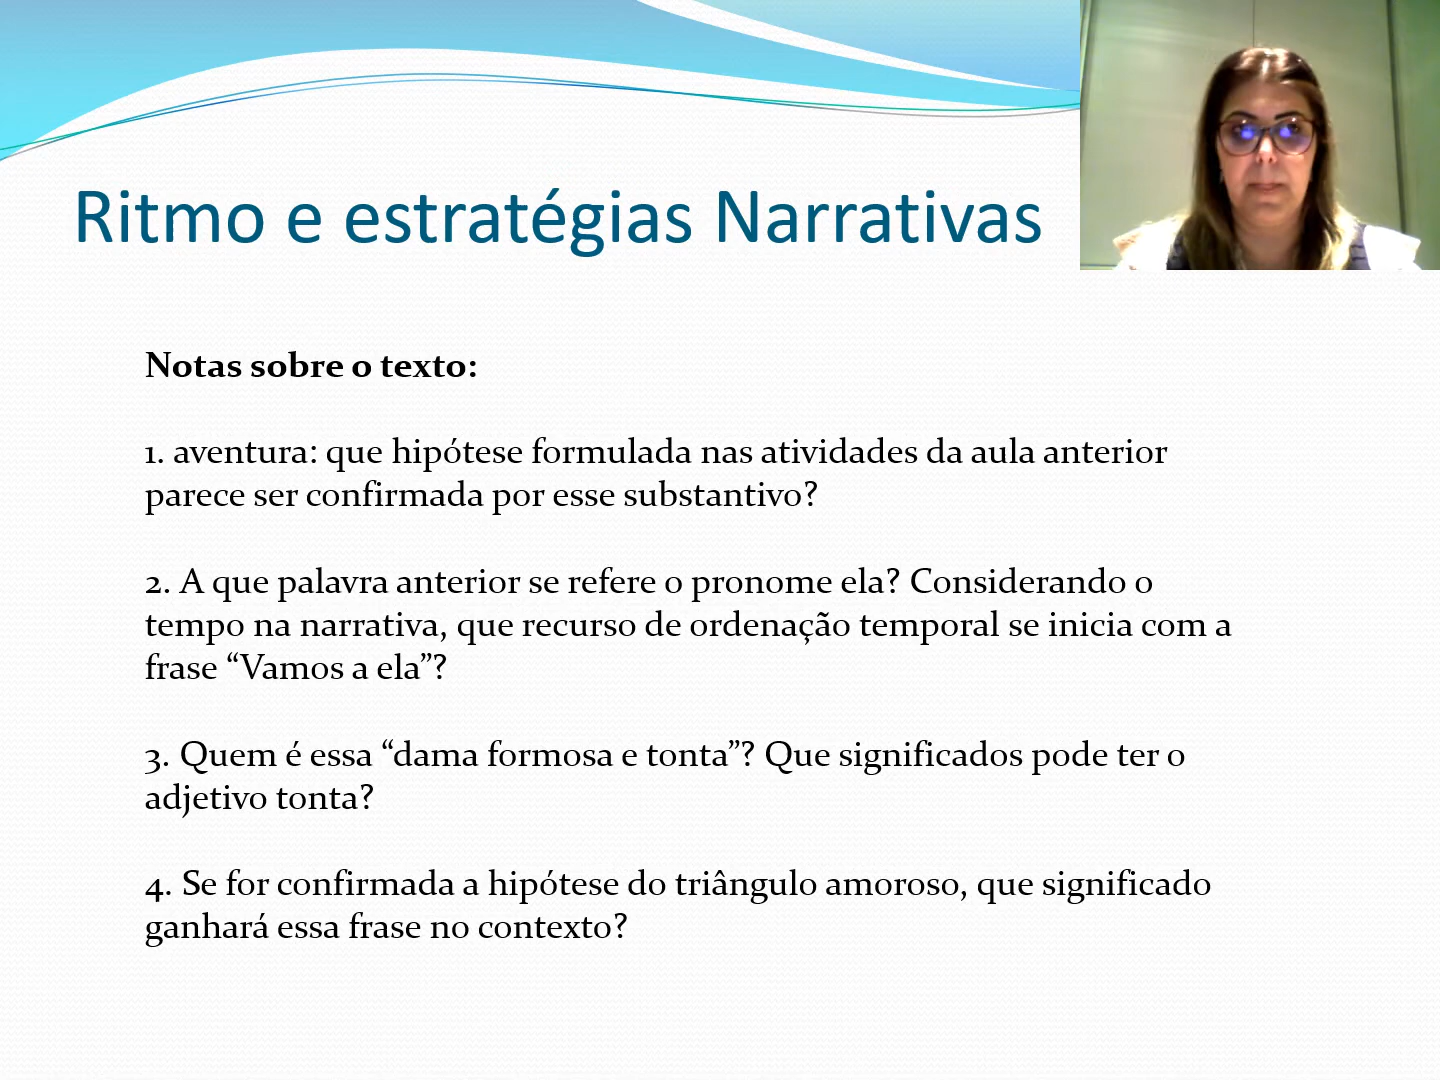 Ritmo e estratégias Narrativas
Notas sobre o texto:
1. aventura: que hipótese formulada nas atividades da aula anterior
parece ser confirmada por esse substantivo?
2. A que palavra anterior se refere o pronome ela? Considerando o
tempo na narrativa, que recurso de ordenação temporal se inicia com a
frase “Vamos a ela”?
3. Quem é essa “dama formosa e tonta”? Que significados pode ter o
adjetivo tonta?
4. Se for confirmada a hipótese do triângulo amoroso, que significado
ganhará essa frase no contexto?